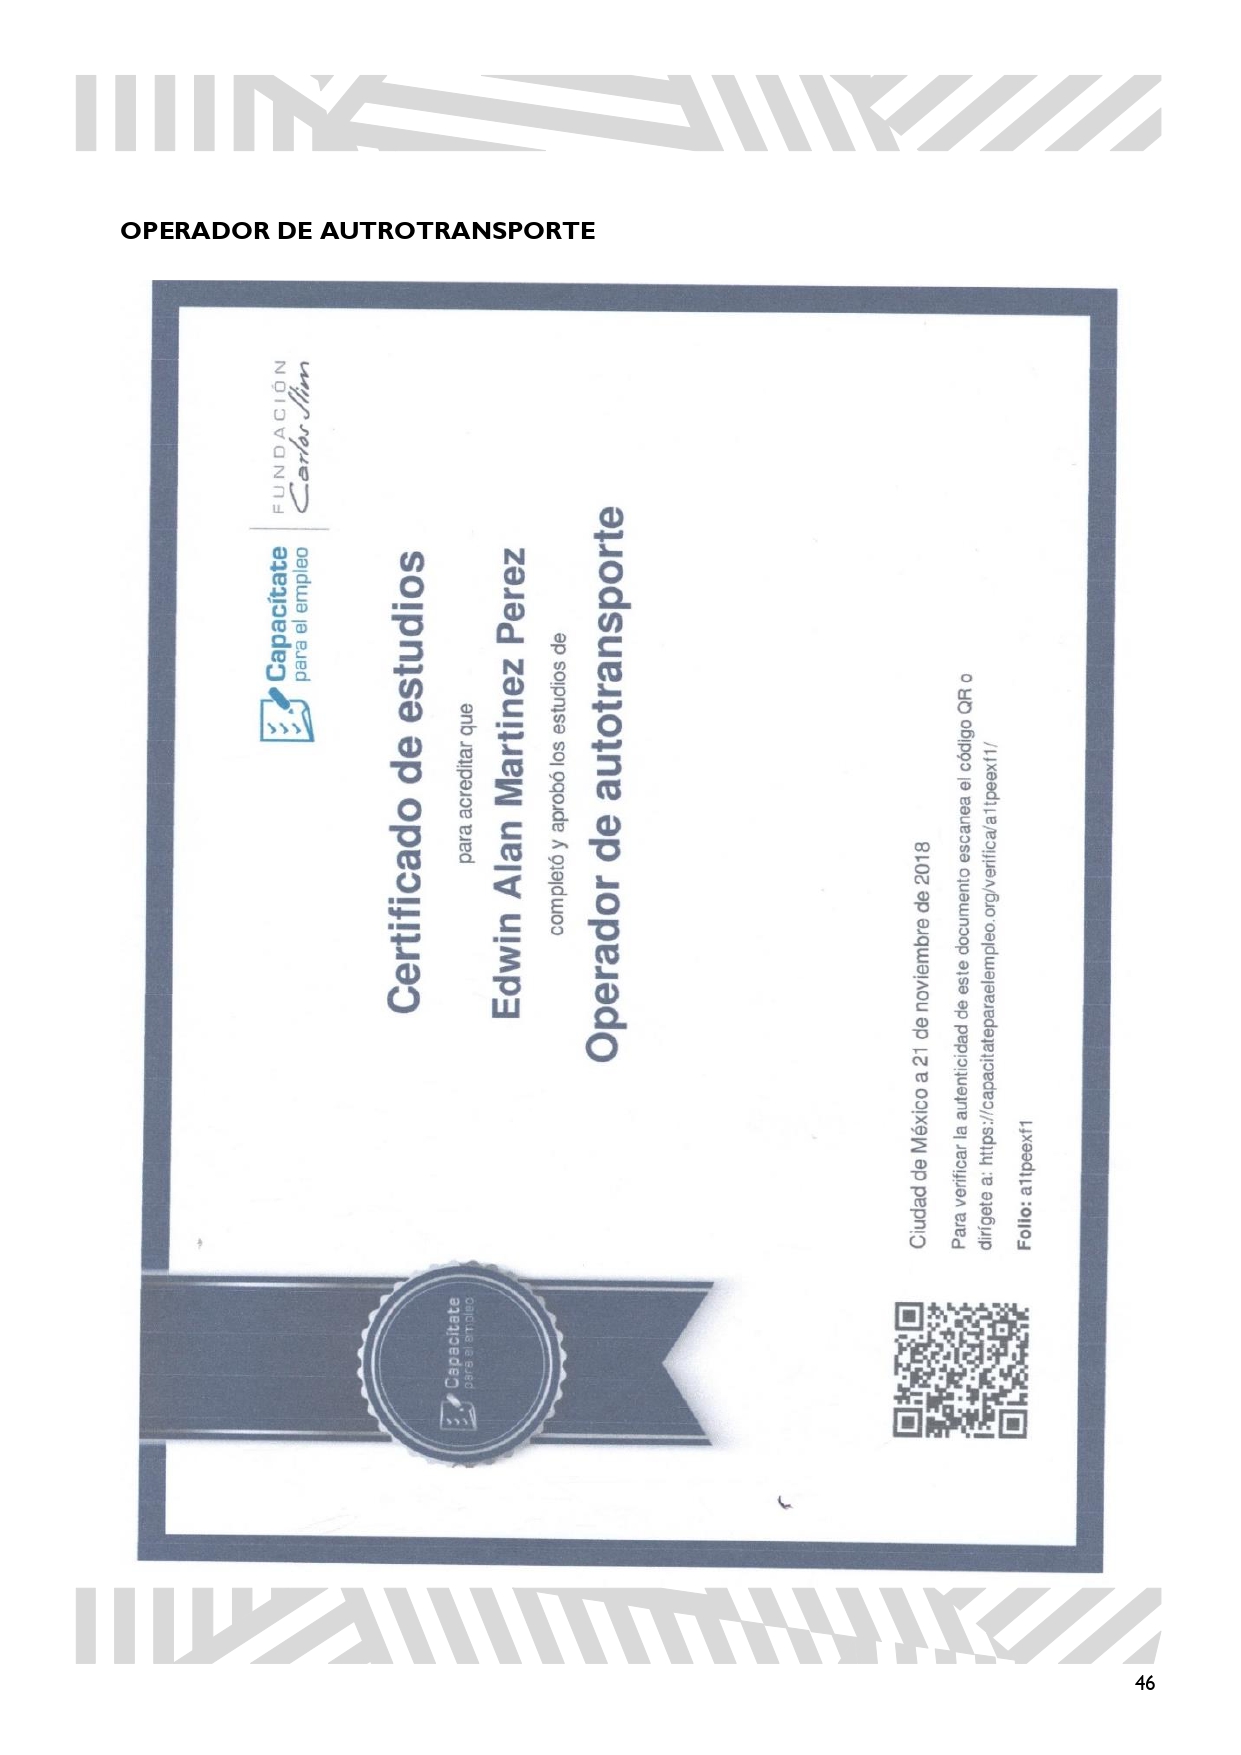 OPERADOR DE AUTROTRANSPORTE
Capacítate
para el empleo
FUNDACIÓN
Carlos Slim
Certificado de estudios
para acreditar que
Edwin Alan Martinez Perez
completó y aprobó los estudios de
Operador de autotransporte
Capacítate
para el empleo
Ciudad de México a 21 de noviembre de 2018
Para verificar la autenticidad de este documento escanea el código QR o
dirígete a: https://capacitateparaelempleo.org/verifica/a1tpeexf1/
Folio: a1tpeexf1
46